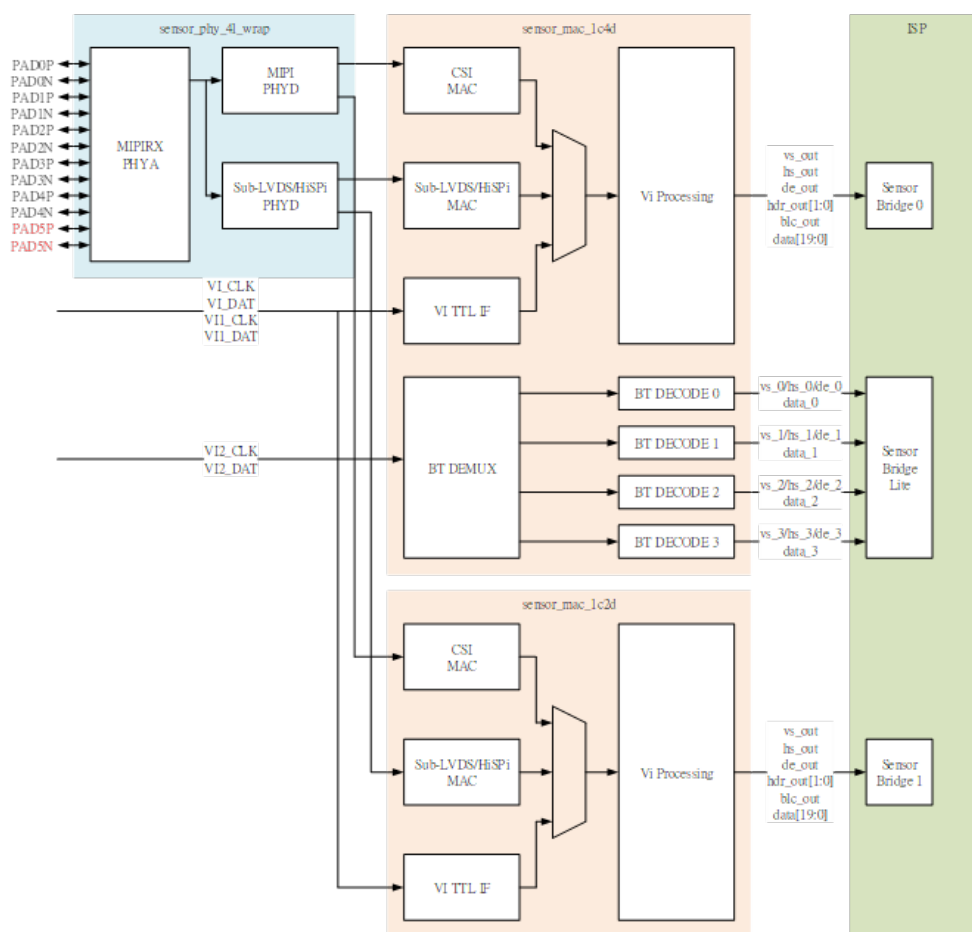 sensor_phy_4l_wrap
PAD0P
PAD0N
PAD1P
PAD1N
PAD2P
PAD2N
PAD3P
PAD3N
PAD4P
PAD4N
PAD5P
PAD5N
MIPIRX
PHYA
MIPI
PHYD
Sub-LVDS/HiSPi
PHYD
VI_CLK
VI_DAT
VI1_CLK
VI1_DAT
VI2_CLK
VI2_DAT
sensor_mac_1c4d
CSI
MAC
Sub-LVDS/HiSPi
MAC
VI TTL IF
Vi Processing
BT DEMUX
BT DECODE 0
BT DECODE 1
BT DECODE 2
BT DECODE 3
vs_out
hs_out
de_out
hdr_out[1:0]
blc_out
data[19:0]
vs_0/hs_0/de_0
data_0
vs_1/hs_1/de_1
data_1
vs_2/hs_2/de_2
data_2
vs_3/hs_3/de_3
data_3
ISP
Sensor
Bridge 0
Sensor
Bridge
Lite
sensor_mac_1c2d
CSI
MAC
Sub-LVDS/HiSPi
MAC
VI TTL IF
Vi Processing
vs_out
hs_out
de_out
hdr_out[1:0]
blc_out
data[19:0]
Sensor
Bridge 1